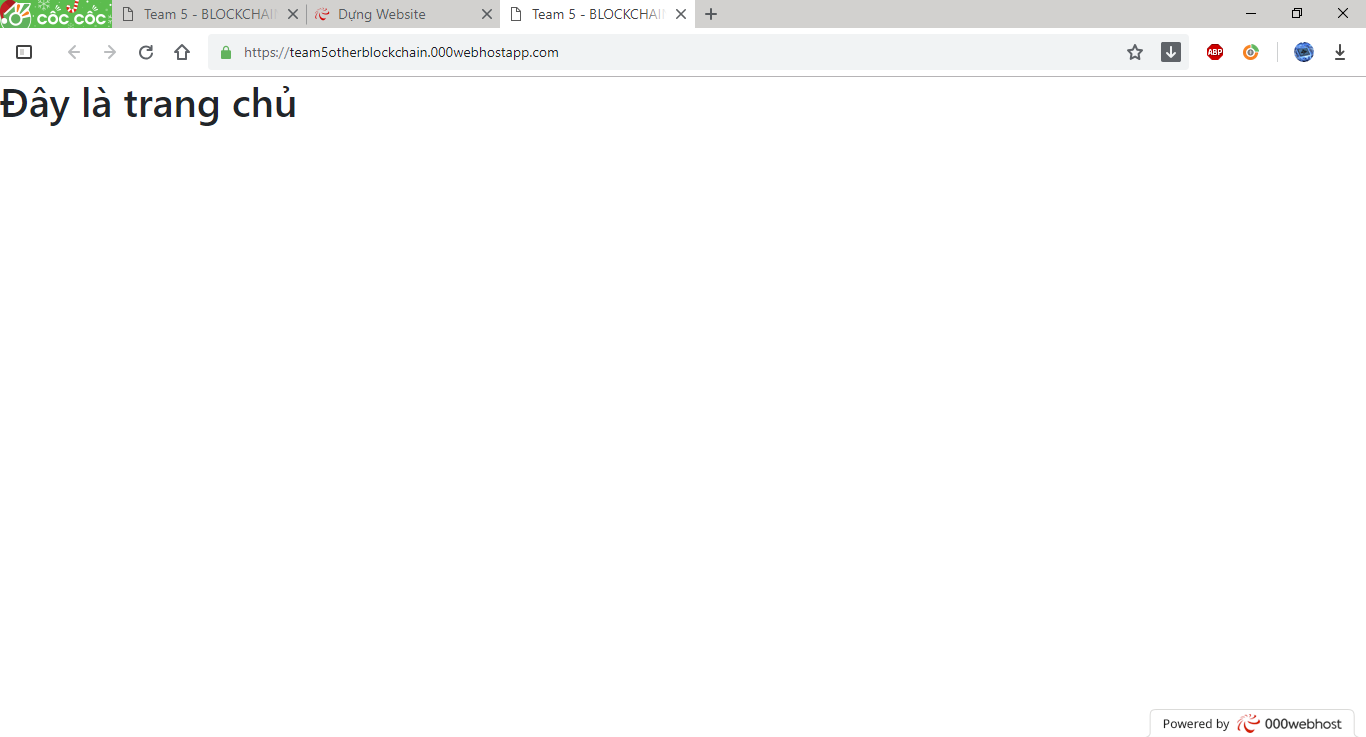 cốc cốc
Team 5 - BLOCKCHAIN
Dựng Website
Team 5 - BLOCKCHAIN
https://team5otherblockchain.000webhostapp.com
ABP
Đây là trang chủ
Powered by 000webhost